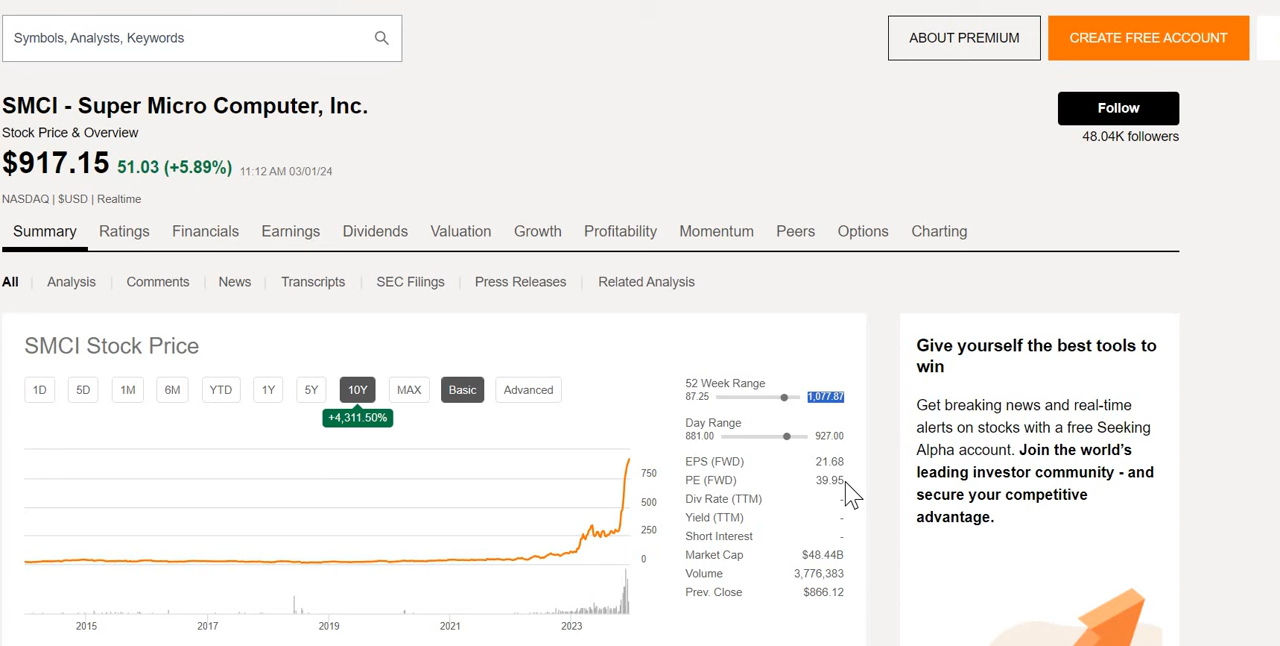 Symbols, Analysts, Keywords
ABOUT PREMIUM
CREATE FREE ACCOUNT
SMCI - Super Micro Computer, Inc.
Follow
Stock Price & Overview
48.04K followers
$917.15 51.03 (+5.89%) 11:12 AM 03/01/24
NASDAQ | $USD | Realtime
Summary Ratings Financials Earnings Dividends Valuation Growth Profitability Momentum Peers Options Charting
All | Analysis | Comments | News | Transcripts | SEC Filings | Press Releases | Related Analysis
SMCI Stock Price
1D 5D 1M 6M YTD 1Y 5Y 10Y MAX Basic Advanced
+4,311.50%
750
500
250
0
2015 2017 2019 2021 2023
52 Week Range
87.25 1,077.87
Day Range
881.00 927.00
EPS (FWD) 21.68
PE (FWD) 39.95
Div Rate (TTM) -
Yield (TTM) -
Short Interest -
Market Cap $48.44B
Volume 3,776,383
Prev. Close $866.12
Give yourself the best tools to
win
Get breaking news and real-time
alerts on stocks with a free Seeking
Alpha account. Join the world's
leading investor community - and
secure your competitive
advantage.